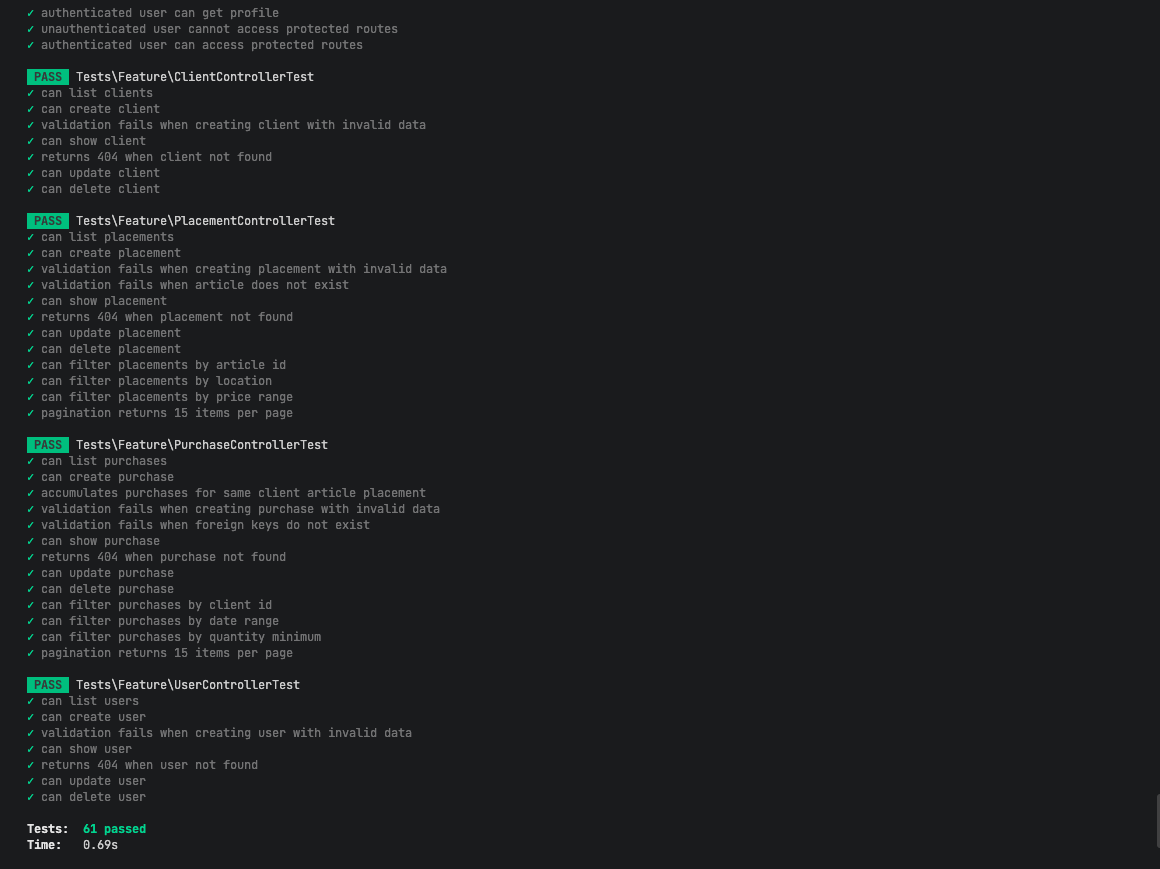 ✓ authenticated user can get profile
✓ unauthenticated user cannot access protected routes
✓ authenticated user can access protected routes
PASS Tests\Feature\ClientControllerTest
✓ can list clients
✓ can create client
✓ validation fails when creating client with invalid data
✓ can show client
✓ returns 404 when client not found
✓ can update client
✓ can delete client
PASS Tests\Feature\PlacementControllerTest
✓ can list placements
✓ can create placement
✓ validation fails when creating placement with invalid data
✓ validation fails when article does not exist
✓ can show placement
✓ returns 404 when placement not found
✓ can update placement
✓ can delete placement
✓ can filter placements by article id
✓ can filter placements by location
✓ can filter placements by price range
✓ pagination returns 15 items per page
PASS Tests\Feature\PurchaseControllerTest
✓ can list purchases
✓ can create purchase
✓ accumulates purchases for same client article placement
✓ validation fails when creating purchase with invalid data
✓ validation fails when foreign keys do not exist
✓ can show purchase
✓ returns 404 when purchase not found
✓ can update purchase
✓ can delete purchase
✓ can filter purchases by client id
✓ can filter purchases by date range
✓ can filter purchases by quantity minimum
✓ pagination returns 15 items per page
PASS Tests\Feature\UserControllerTest
✓ can list users
✓ can create user
✓ validation fails when creating user with invalid data
✓ can show user
✓ returns 404 when user not found
✓ can update user
✓ can delete user
Tests: 61 passed
Time: 0.69s